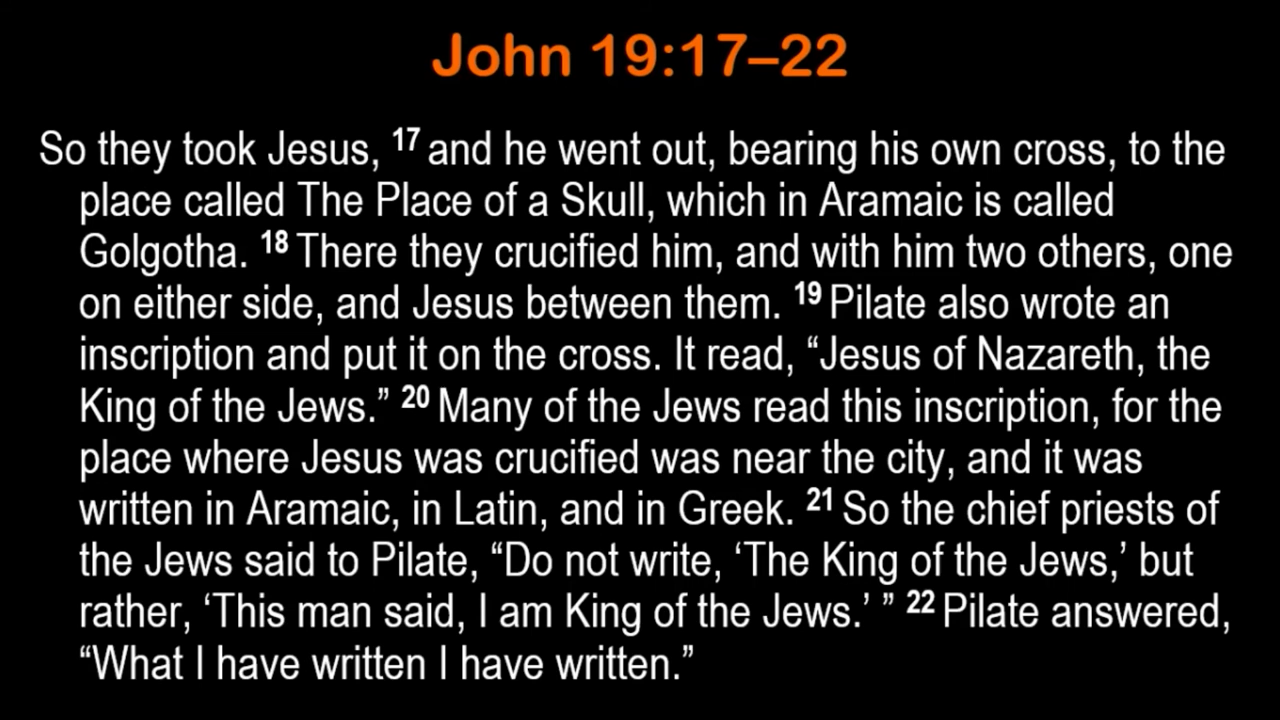 John 19:17–22
So they took Jesus, 17 and he went out, bearing his own cross, to the
place called The Place of a Skull, which in Aramaic is called
Golgotha. 18 There they crucified him, and with him two others, one
on either side, and Jesus between them. 19 Pilate also wrote an
inscription and put it on the cross. It read, “Jesus of Nazareth, the
King of the Jews.” 20 Many of the Jews read this inscription, for the
place where Jesus was crucified was near the city, and it was
written in Aramaic, in Latin, and in Greek. 21 So the chief priests of
the Jews said to Pilate, “Do not write, ‘The King of the Jews,’ but
rather, ‘This man said, I am King of the Jews.’ ” 22 Pilate answered,
“What I have written I have written.”